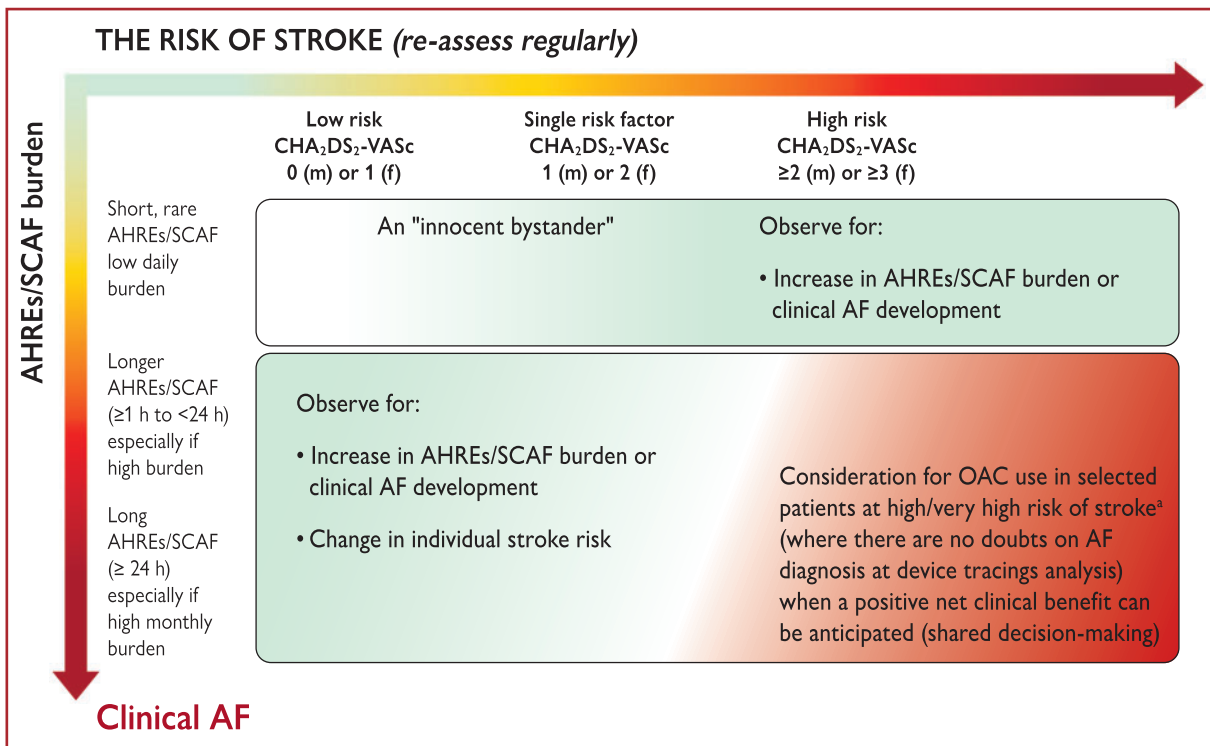 THE RISK OF STROKE (re-assess regularly)
AHREs/SCAF burden
Low risk
CHA₂DS₂-VASc
0 (m) or 1 (f)
Single risk factor
CHA₂DS₂-VASc
1 (m) or 2 (f)
High risk
CHA₂DS₂-VASc
≥2 (m) or ≥3 (f)
Short, rare
AHREs/SCAF
low daily
burden
An "innocent bystander"
Observe for:
• Increase in AHREs/SCAF burden or
clinical AF development
Longer
AHREs/SCAF
(≥1 h to <24 h)
especially if
high burden
Long
AHREs/SCAF
(≥ 24 h)
especially if
high monthly
burden
Observe for:
• Increase in AHREs/SCAF burden or
clinical AF development
• Change in individual stroke risk
Consideration for OAC use in selected
patients at high/very high risk of strokeᵃ
(where there are no doubts on AF
diagnosis at device tracings analysis)
when a positive net clinical benefit can
be anticipated (shared decision-making)
Clinical AF